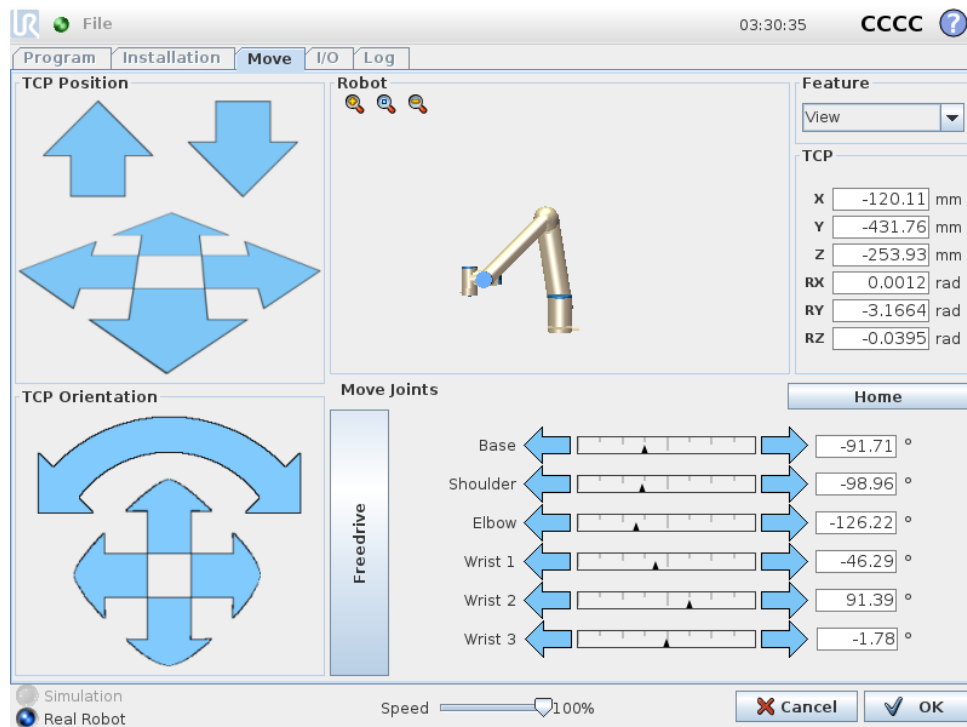 UR File 03:30:35 CCCC ?
Program Installation Move I/O Log
TCP Position
Robot
Feature
View
TCP
X -120.11 mm
Y -431.76 mm
Z -253.93 mm
RX 0.0012 rad
RY -3.1664 rad
RZ -0.0395 rad
TCP Orientation
Move Joints
Home
Freedrive
Base -91.71 °
Shoulder -98.96 °
Elbow -126.22 °
Wrist 1 -46.29 °
Wrist 2 91.39 °
Wrist 3 -1.78 °
Simulation
Real Robot
Speed 100%
Cancel
OK